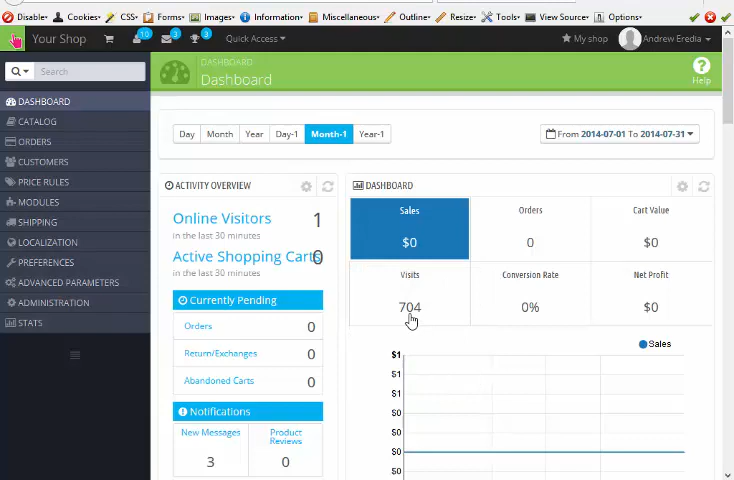 Disable▾ Cookies▾ CSS▾ Forms▾ Images▾ Information▾ Miscellaneous▾ Outline▾ Resize▾ Tools▾ View Source▾ Options▾
Your Shop 10 3 3 Quick Access My shop Andrew Eredia
Search
DASHBOARD
Dashboard
Help
DASHBOARD
CATALOG
ORDERS
CUSTOMERS
PRICE RULES
MODULES
SHIPPING
LOCALIZATION
PREFERENCES
ADVANCED PARAMETERS
ADMINISTRATION
STATS
Day Month Year Day-1 Month-1 Year-1
From 2014-07-01 To 2014-07-31
ACTIVITY OVERVIEW
Online Visitors 1
in the last 30 minutes
Active Shopping Carts 0
in the last 30 minutes
Currently Pending
Orders 0
Return/Exchanges 0
Abandoned Carts 0
Notifications
New Messages
3
Product Reviews
0
DASHBOARD
Sales Orders Cart Value
$0 0 $0
Visits Conversion Rate Net Profit
704 0% $0
Sales
$1
$1
$1
$0
$0
$0
$0